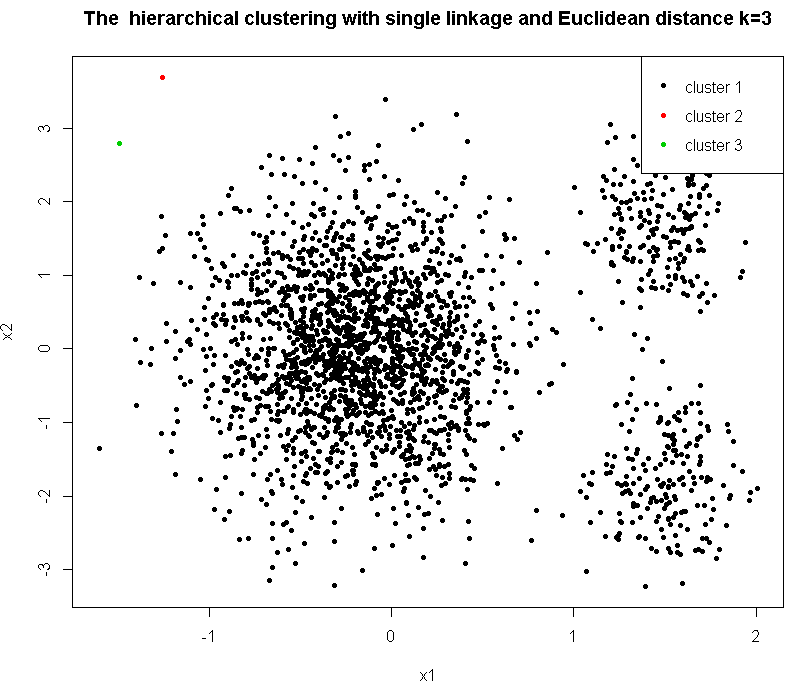 The  hierarchical clustering with single linkage and Euclidean distance k=3
cluster 1
cluster 2
cluster 3
x2
3
2
1
0
-1
-2
-3
-1
0
1
2
x1